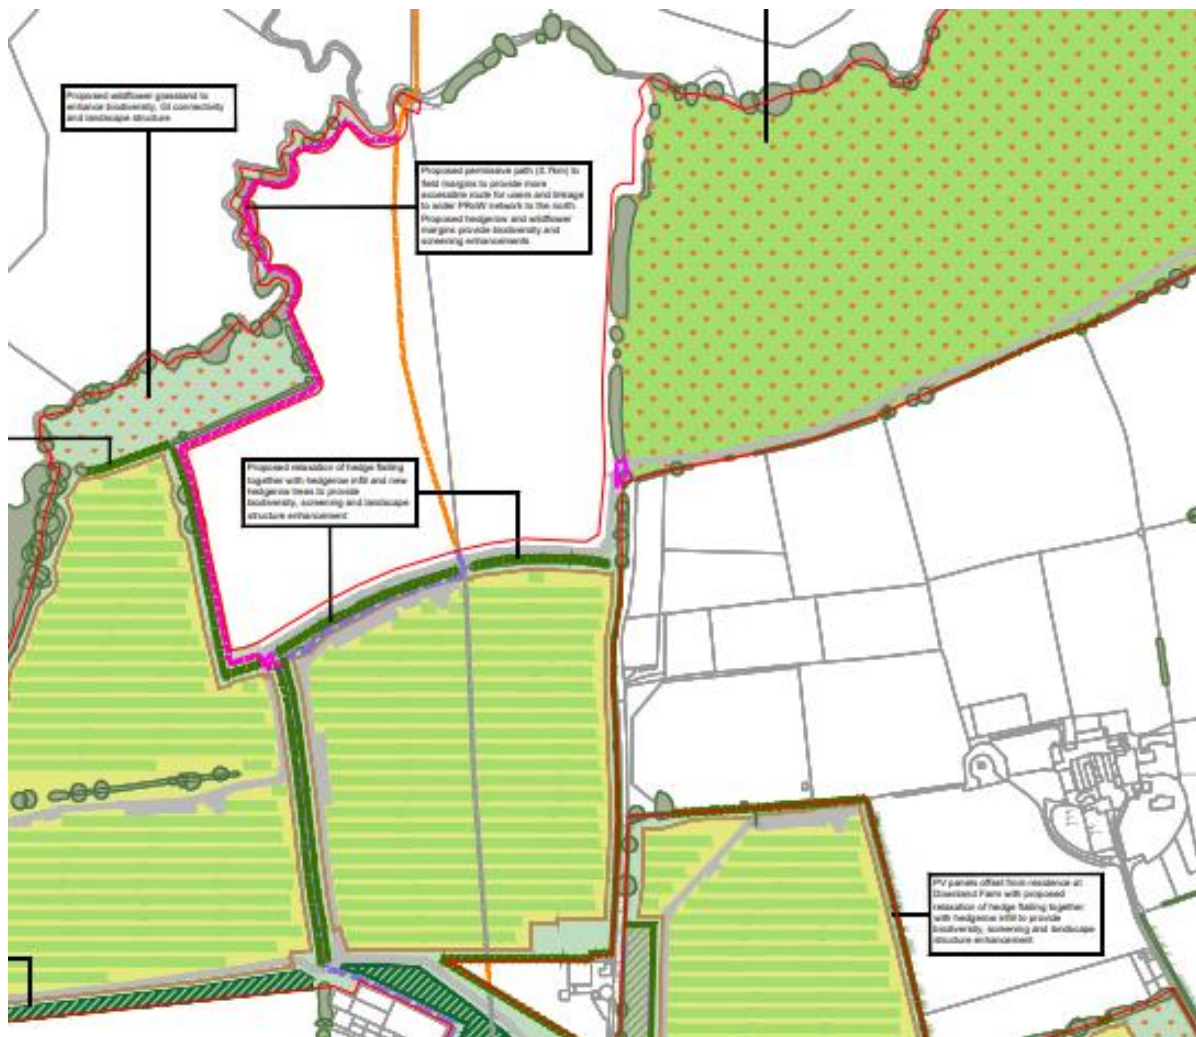 Proposed wildflower grassland to
enhance biodiversity, GI connectivity
and landscape structure
Proposed permissive path (0.7km) to
field margins to provide more
accessible route for users and linkage
to wider PRoW network to the north.
Proposed hedgerow and wildflower
margins provide biodiversity and
screening enhancements
Proposed relaxation of hedge flailing
together with hedgerow infill and new
hedgerow trees to provide
biodiversity, screening and landscape
structure enhancement
PV panels offset from residence at
Farm with proposed
relaxation of hedge flailing together
with hedgerow infill to provide
biodiversity, screening and landscape
structure enhancement